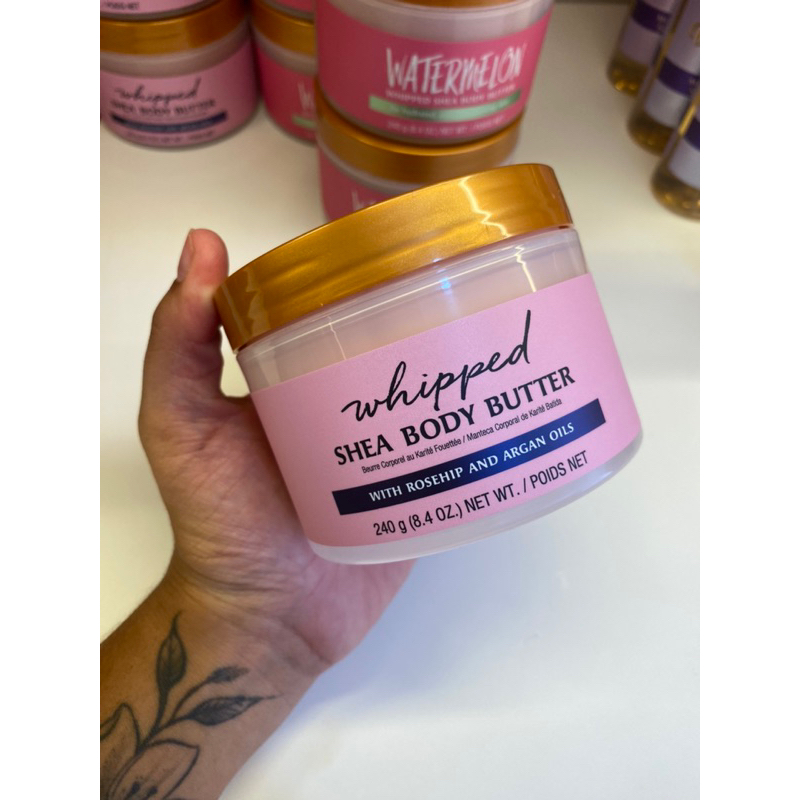 whipped
SHEA BODY BUTTER
WATERMELON
WHIPPED SHEA BODY BUTTER
whipped
SHEA BODY BUTTER
Beurre Corporel au Karité Fouettée / Manteca Corporal de Karité Batida
WITH ROSEHIP AND ARGAN OILS
240 g (8.4 OZ.) NET WT. / POIDS NET